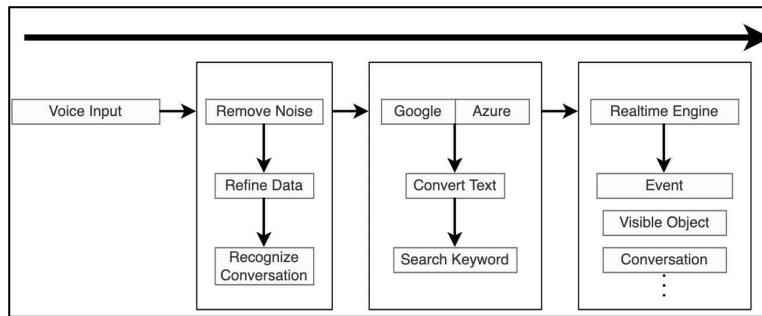 Voice Input
Remove Noise
Refine Data
Recognize
Conversation
Google
Azure
Convert Text
Search Keyword
Realtime Engine
Event
Visible Object
Conversation